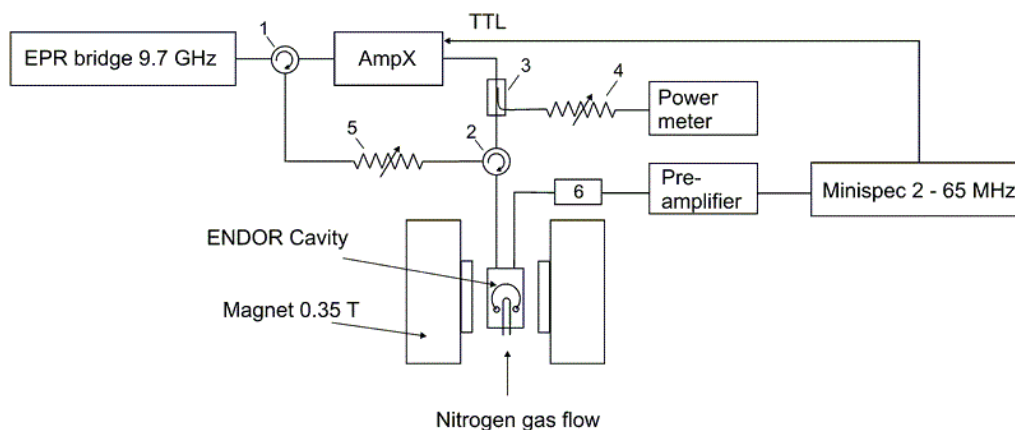 TTL
1
EPR bridge 9.7 GHz
AmpX
3
4
Power
meter
5
2
6
Pre-
amplifier
Minispec 2 - 65 MHz
ENDOR Cavity
Magnet 0.35 T
Nitrogen gas flow